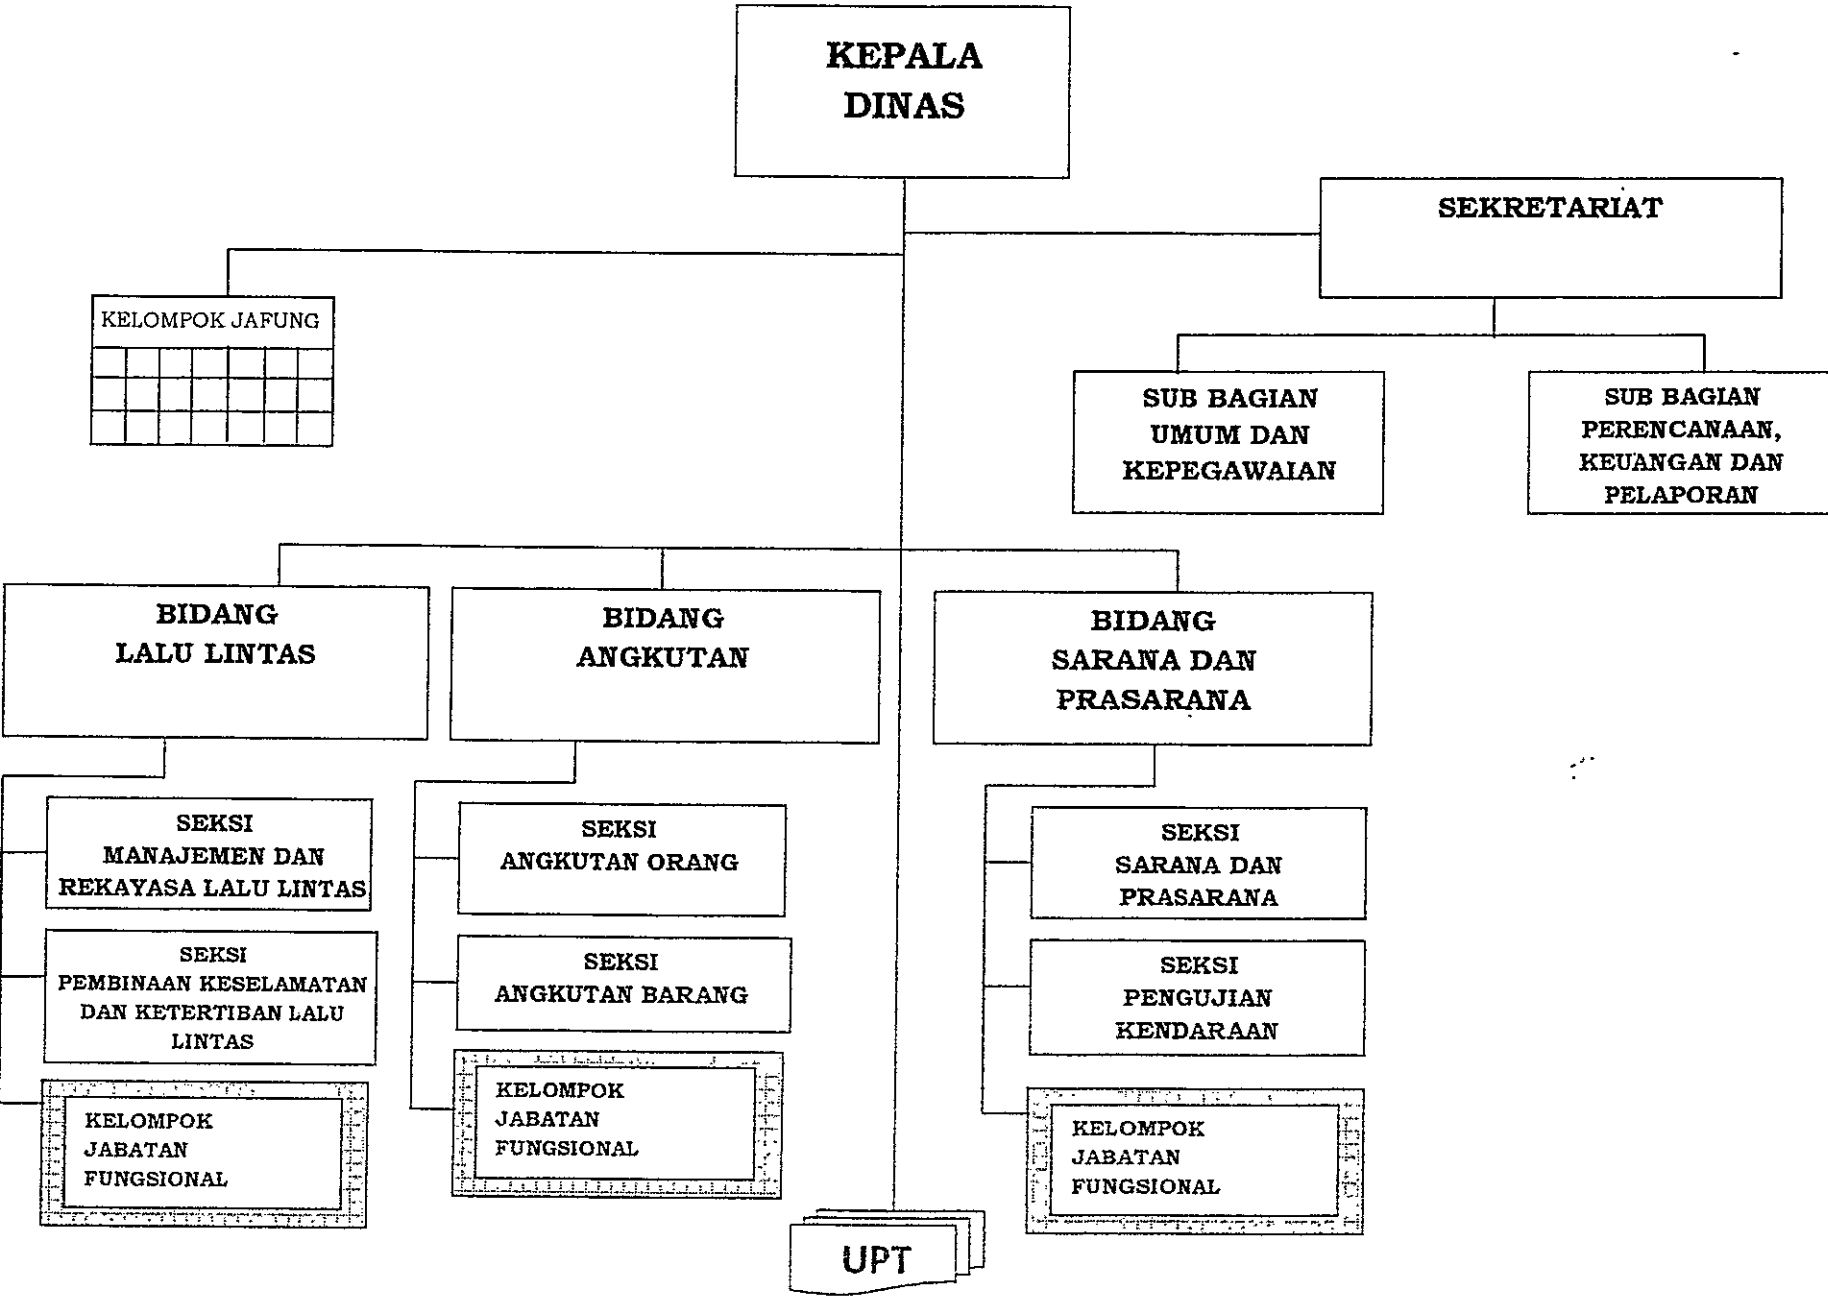 KEPALA
DINAS
SEKRETARIAT
KELOMPOK JAFUNG
SUB BAGIAN
UMUM DAN
KEPEGAWAIAN
SUB BAGIAN
PERENCANAAN,
KEUANGAN DAN
PELAPORAN
BIDANG
LALU LINTAS
BIDANG
ANGKUTAN
BIDANG
SARANA DAN
PRASARANA
SEKSI
MANAJEMEN DAN
REKAYASA LALU LINTAS
SEKSI
PEMBINAAN KESELAMATAN
DAN KETERTIBAN LALU
LINTAS
KELOMPOK
JABATAN
FUNGSIONAL
SEKSI
ANGKUTAN ORANG
SEKSI
ANGKUTAN BARANG
KELOMPOK
JABATAN
FUNGSIONAL
SEKSI
SARANA DAN
PRASARANA
SEKSI
PENGUJIAN
KENDARAAN
KELOMPOK
JABATAN
FUNGSIONAL
UPT